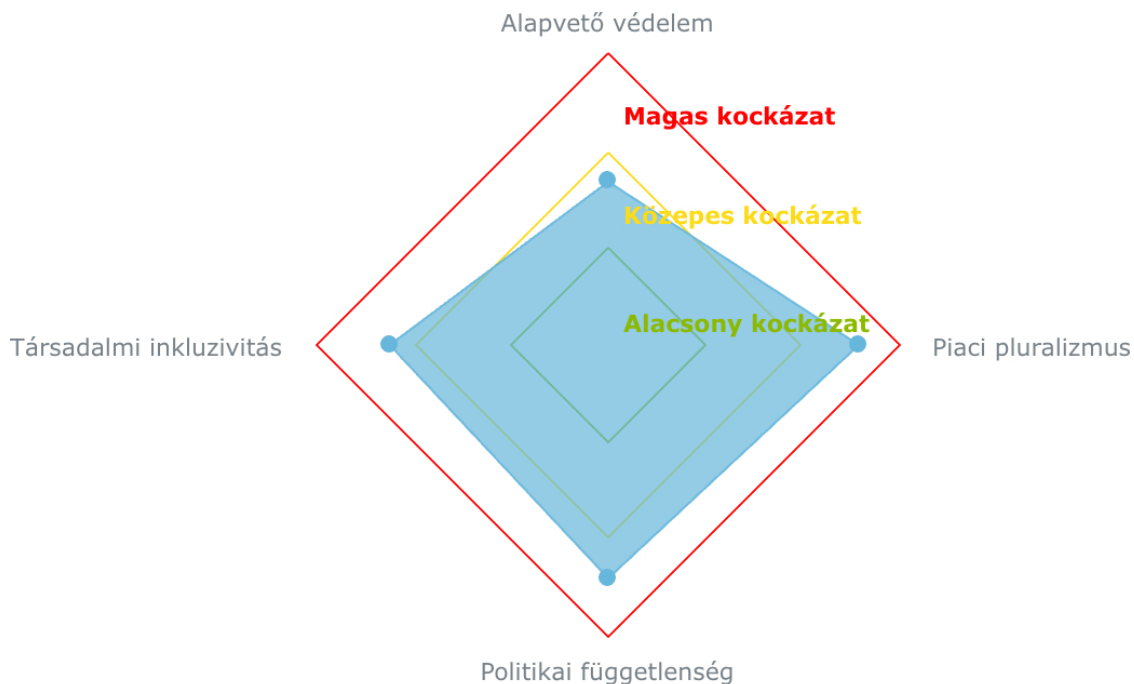 Alapvető védelem
Magas kockázat
Közepes kockázat
Alacsony kockázat
Társadalmi inkluzivitás
Piaci pluralizmus
Politikai függetlenség